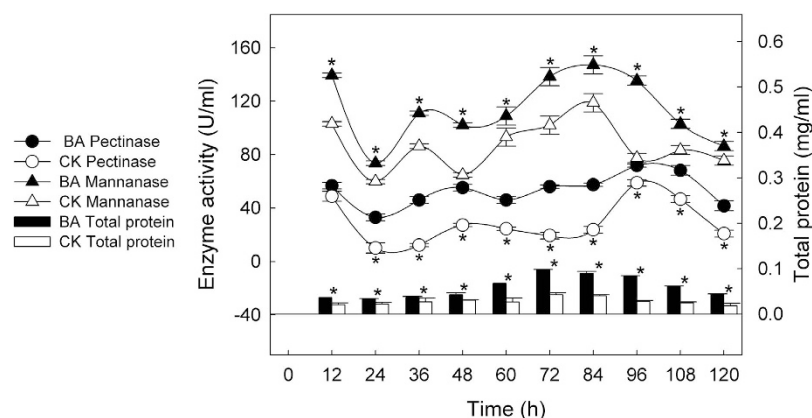 BA Pectinase
CK Pectinase
BA Mannanase
CK Mannanase
BA Total protein
CK Total protein
Enzyme activity (U/ml)
160
120
80
40
0
-40
* * * * * * * * * *
* * * * * * * * *
* * * * * * * * * *
0.6
0.5
0.4
0.3
0.2
0.1
0.0
Total protein (mg/ml)
0 12 24 36 48 60 72 84 96 108 120
Time (h)